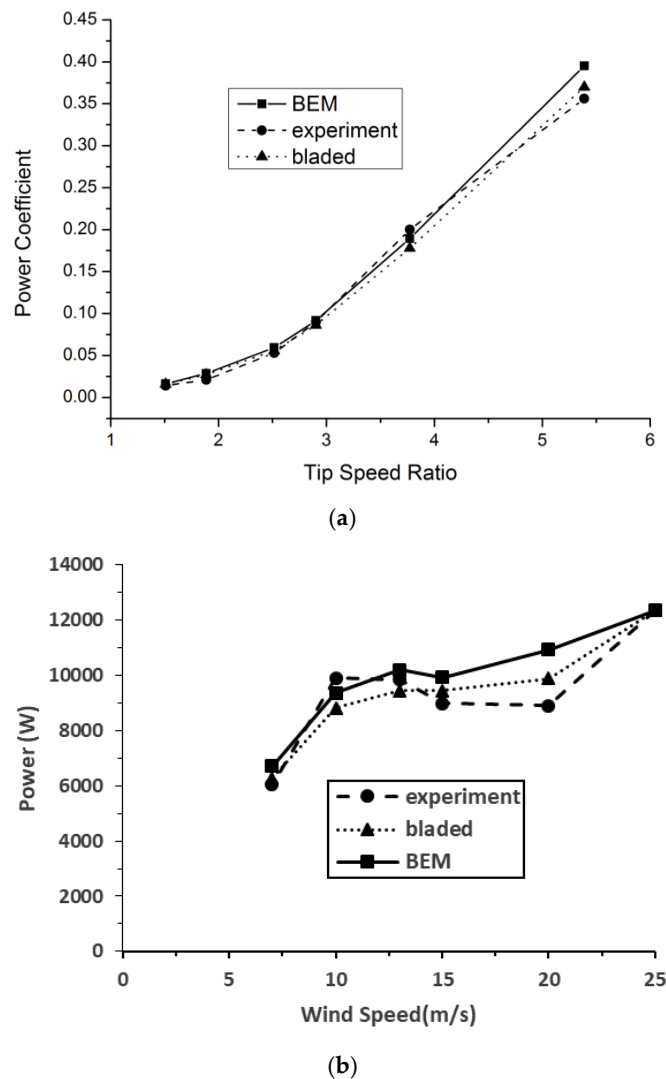 0.45
0.40
0.35
0.30
0.25
0.20
0.15
0.10
0.05
0.00
Power Coefficient
BEM
experiment
bladed
1 2 3 4 5 6
Tip Speed Ratio
(a)
14000
12000
10000
8000
6000
4000
2000
0
Power (W)
experiment
bladed
BEM
0 5 10 15 20 25
Wind Speed(m/s)
(b)